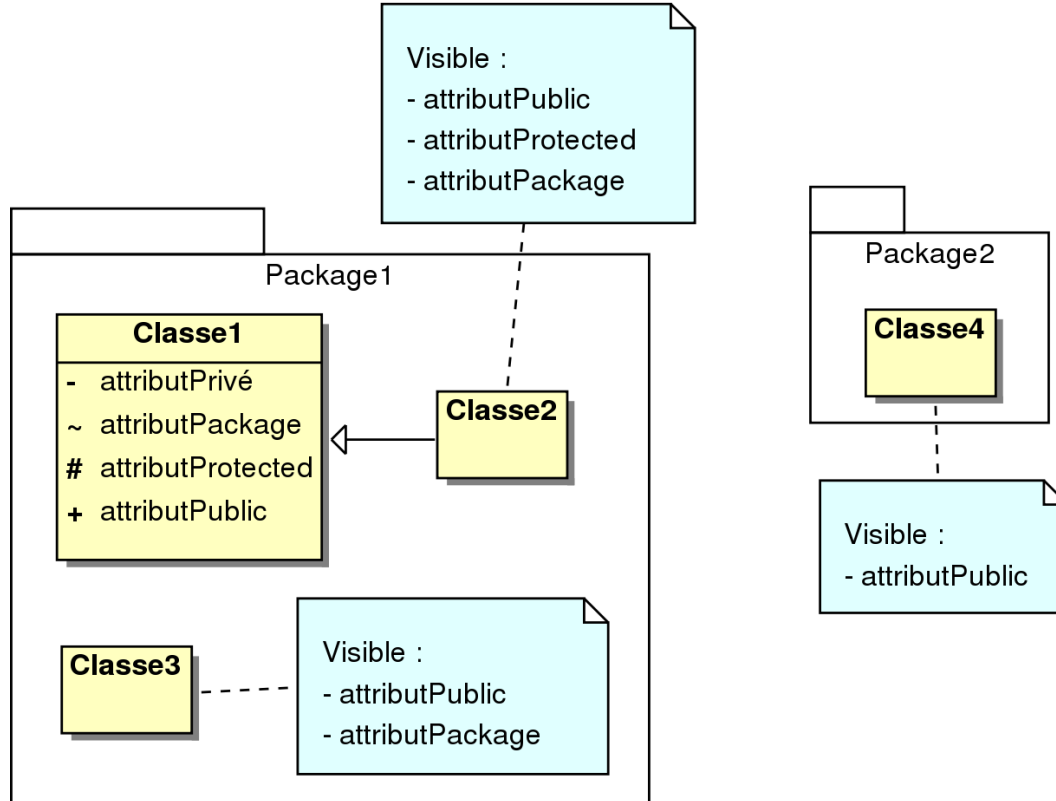 Visible :
- attributPublic
- attributProtected
- attributPackage
Package1
Classe1
- attributPrivé
~ attributPackage
# attributProtected
+ attributPublic
Classe2
Classe3
Visible :
- attributPublic
- attributPackage
Package2
Classe4
Visible :
- attributPublic